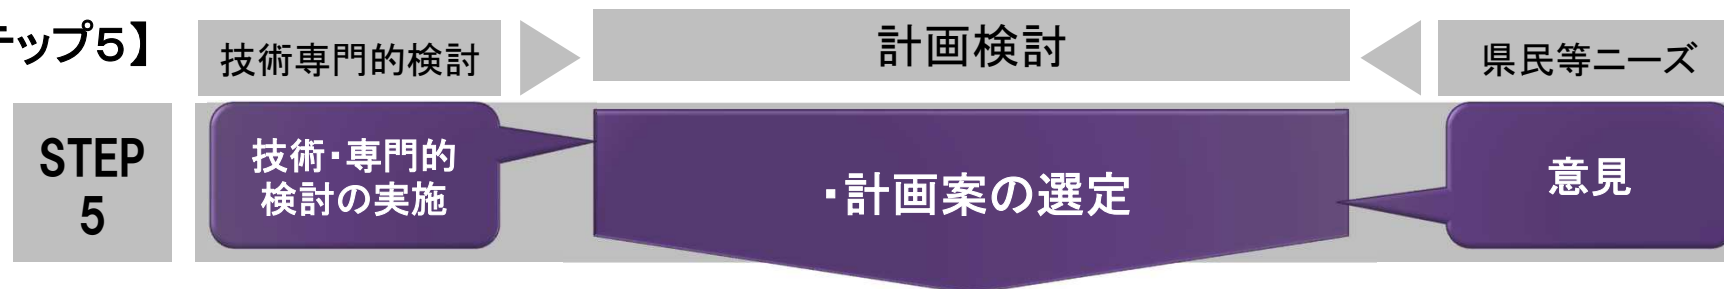 テップ5】
技術専門的検討
計画検討
県民等ニーズ
STEP
5
技術・専門的
検討の実施
・計画案の選定
意見